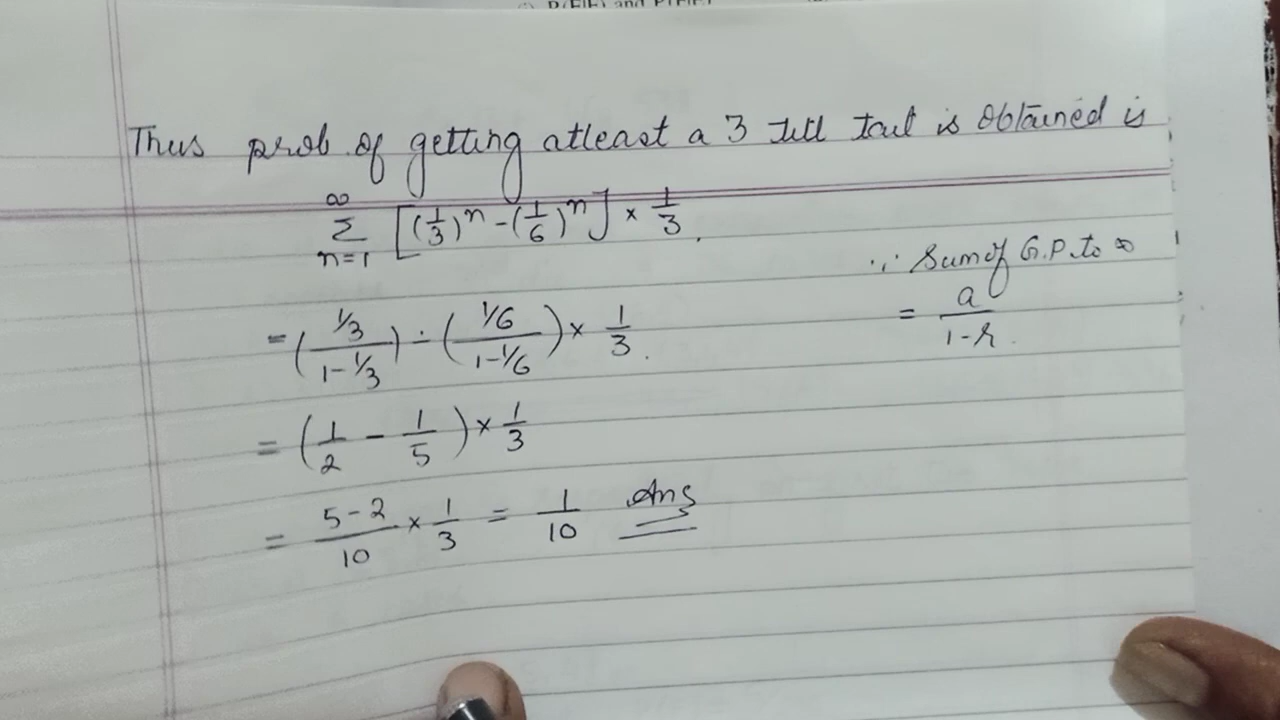 Thus prob of getting atleast a 3 till tail is obtained is
∞ Σ n=1 [(1/3)^n - (1/6)^n] × 1/3.
∵ Sum of G.P. to ∞
= a/(1-r).
= ((1/3)/(1-1/3)) - ((1/6)/(1-1/6)) × 1/3.
= (1/2 - 1/5) × 1/3
= (5-2)/10 × 1/3 = 1/10 Ans